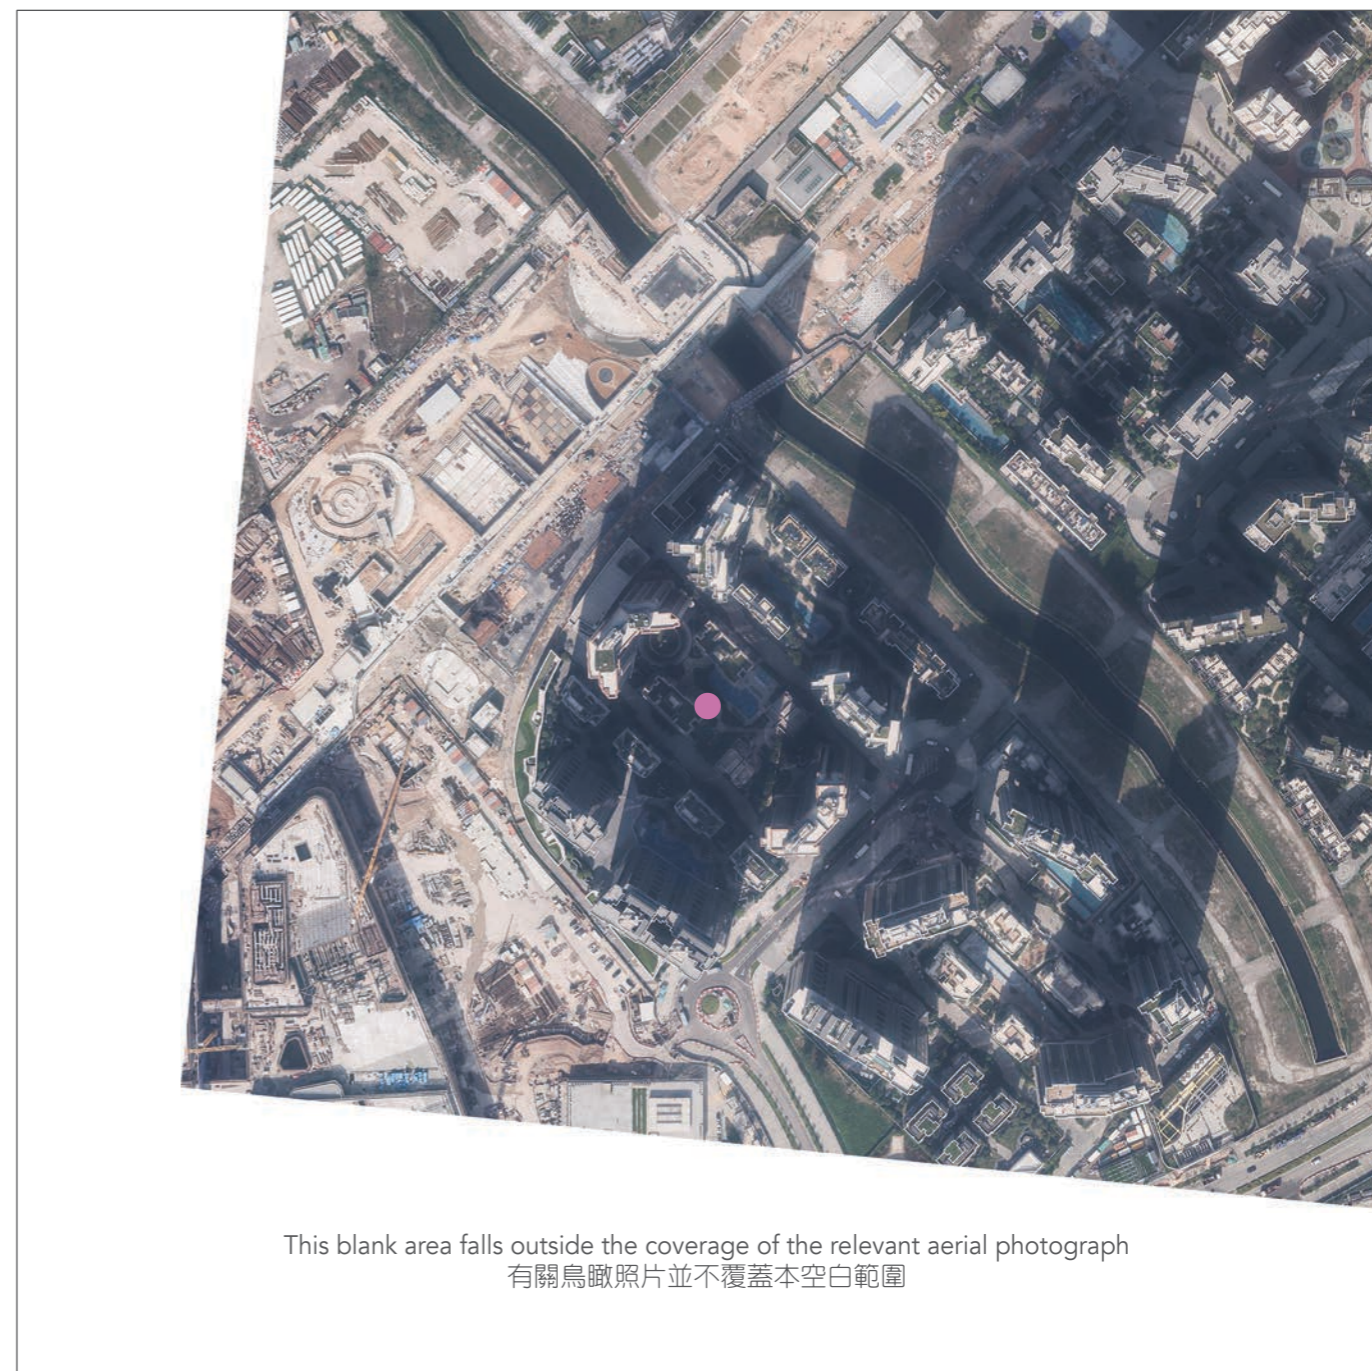 This blank area falls outside the coverage of the relevant aerial photograph
有關鳥瞰照片並不覆蓋本空白範圍